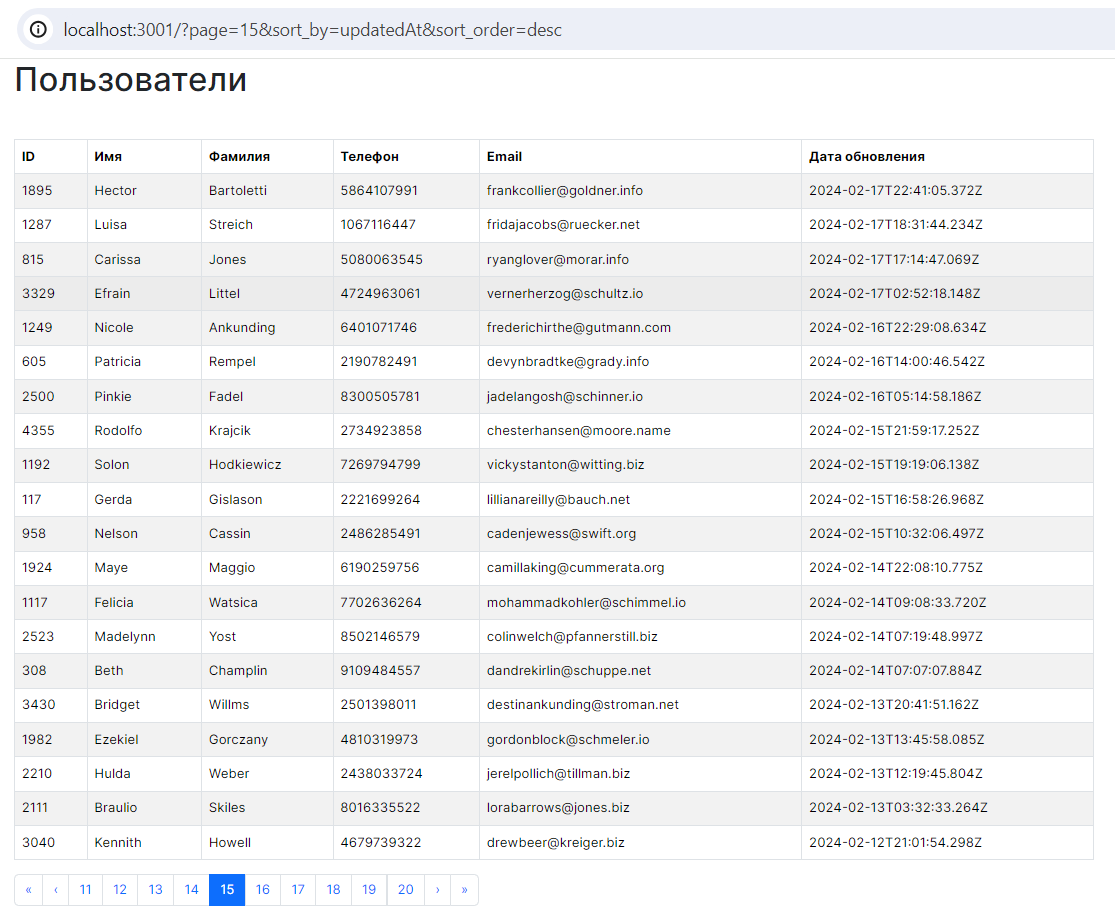 localhost:3001/?page=15&sort_by=updatedAt&sort_order=desc
Пользователи
ID Имя Фамилия Телефон Email Дата обновления
1895 Hector Bartoletti 5864107991 frankcollier@goldner.info 2024-02-17T22:41:05.372Z
1287 Luisa Streich 1067116447 fridajacobs@ruecker.net 2024-02-17T18:31:44.234Z
815 Carissa Jones 5080063545 ryanglover@morar.info 2024-02-17T17:14:47.069Z
3329 Efrain Littel 4724963061 vernerherzog@schultz.io 2024-02-17T02:52:18.148Z
1249 Nicole Ankunding 6401071746 frederichirthe@gutmann.com 2024-02-16T22:29:08.634Z
605 Patricia Rempel 2190782491 devynbradtke@grady.info 2024-02-16T14:00:46.542Z
2500 Pinkie Fadel 8300505781 jadelangosh@schinner.io 2024-02-16T05:14:58.186Z
4355 Rodolfo Krajcik 2734923858 chesterhansen@moore.name 2024-02-15T21:59:17.252Z
1192 Solon Hodkiewicz 7269794799 vickystanton@witting.biz 2024-02-15T19:19:06.138Z
117 Gerda Gislason 2221699264 lillianareilly@bauch.net 2024-02-15T16:58:26.968Z
958 Nelson Cassin 2486285491 cadenjewess@swift.org 2024-02-15T10:32:06.497Z
1924 Maye Maggio 6190259756 camillaking@cummerata.org 2024-02-14T22:08:10.775Z
1117 Felicia Watsica 7702636264 mohammadkohler@schimmel.io 2024-02-14T09:08:33.720Z
2523 Madelynn Yost 8502146579 colinwelch@pfannerstill.biz 2024-02-14T07:19:48.997Z
308 Beth Champlin 9109484557 dandrekirlin@schuppe.net 2024-02-14T07:07:07.884Z
3430 Bridget Willms 2501398011 destinankunding@stroman.net 2024-02-13T20:41:51.162Z
1982 Ezekiel Gorczany 4810319973 gordonblock@schmeler.io 2024-02-13T13:45:58.085Z
2210 Hulda Weber 2438033724 jerelpollich@tillman.biz 2024-02-13T12:19:45.804Z
2111 Braulio Skiles 8016335522 lorabarrows@jones.biz 2024-02-13T03:32:33.264Z
3040 Kennith Howell 4679739322 drewbeer@kreiger.biz 2024-02-12T21:01:54.298Z
« ‹ 11 12 13 14 15 16 17 18 19 20 › »